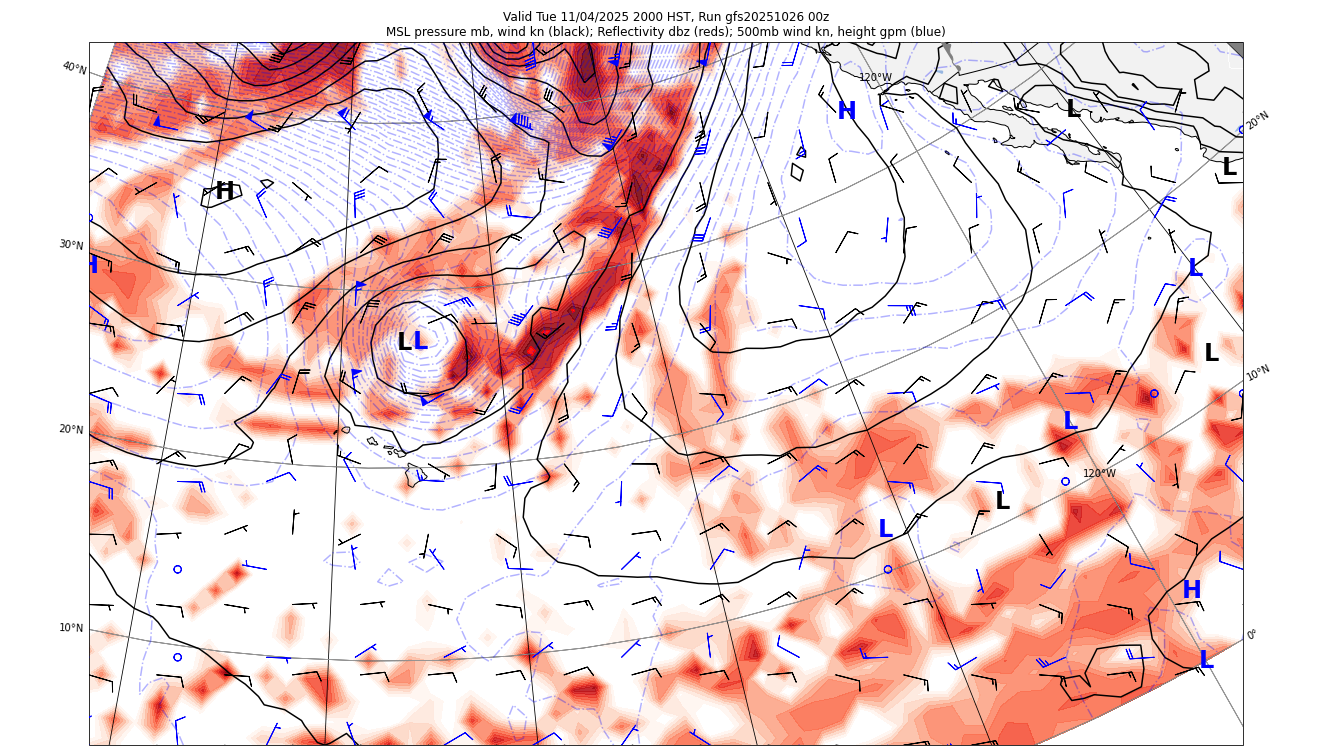 Valid Tue 11/04/2025 2000 HST, Run gfs20251026 00z
MSL pressure mb, wind kn (black); Reflectivity dbz (reds); 500mb wind kn, height gpm (blue)
40°N
120°W
H
L
20°N
L
H
30°N
H
L
L L
L
10°N
L
20°N
120°W
L
L
H
10°N
0°
L